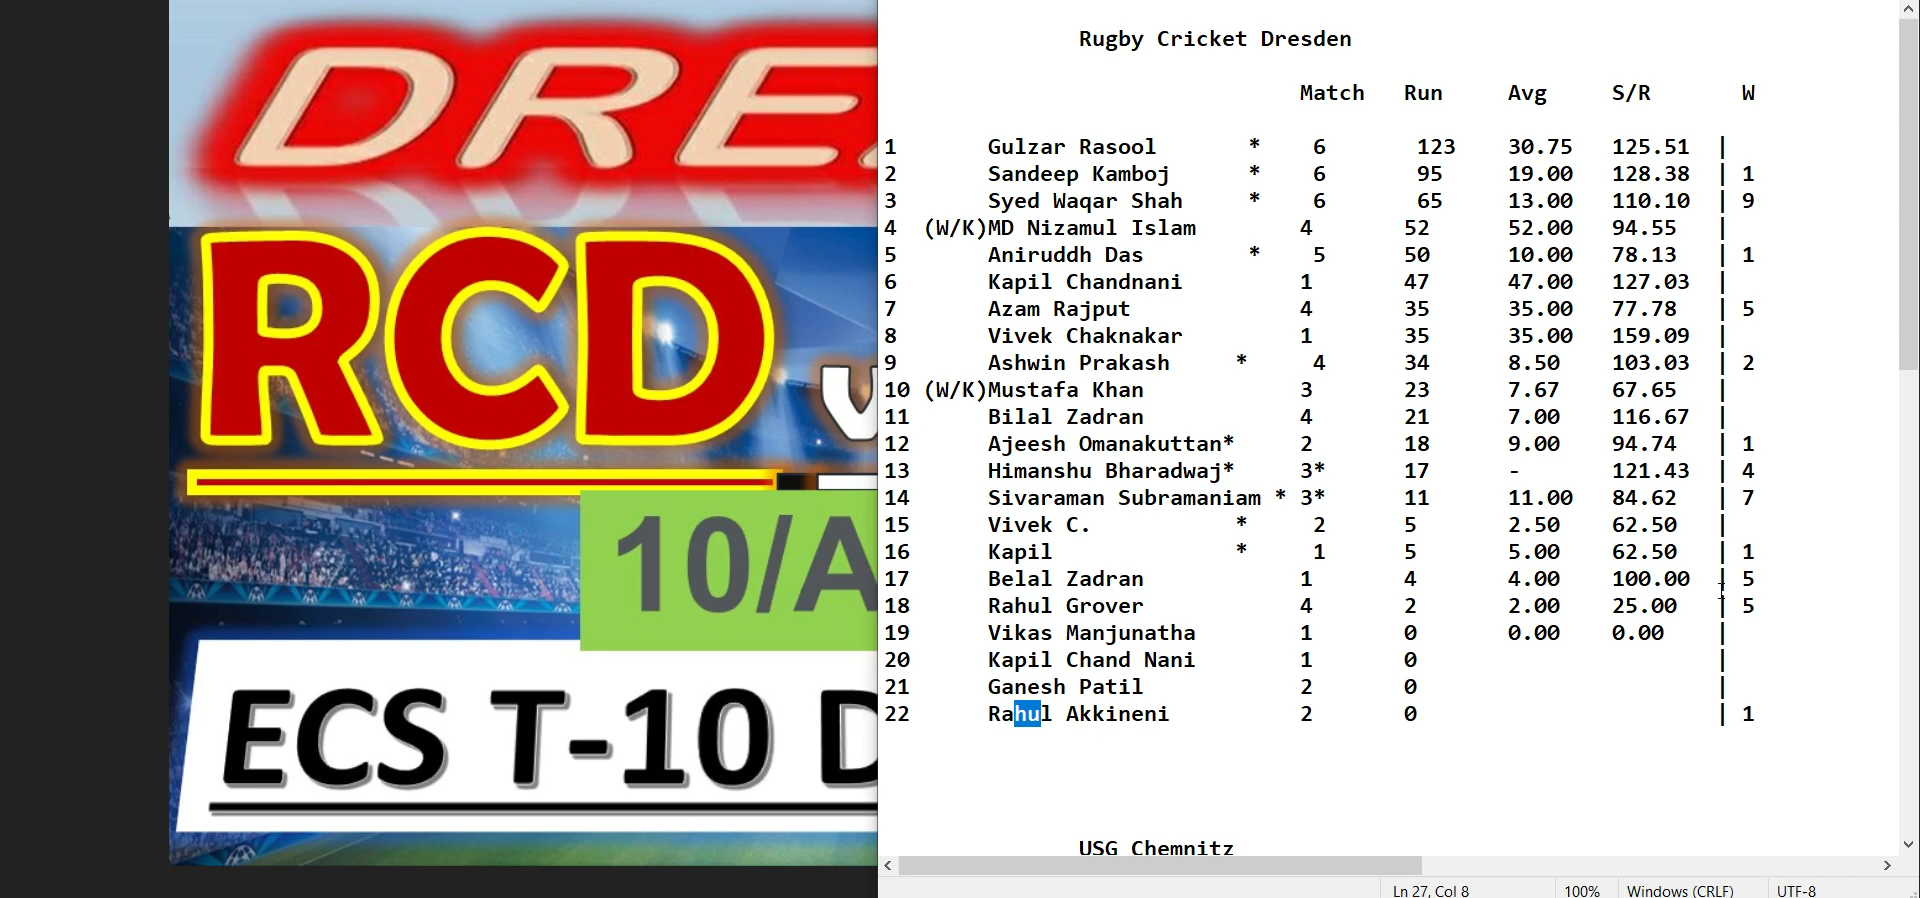 DRE
RCD
10/A
ECS T-10 D
Rugby Cricket Dresden
Match Run Avg S/R W
1 Gulzar Rasool * 6 123 30.75 125.51 |
2 Sandeep Kamboj * 6 95 19.00 128.38 | 1
3 Syed Waqar Shah * 6 65 13.00 110.10 | 9
4 (W/K)MD Nizamul Islam 4 52 52.00 94.55 |
5 Aniruddh Das * 5 50 10.00 78.13 | 1
6 Kapil Chandnani 1 47 47.00 127.03 |
7 Azam Rajput 4 35 35.00 77.78 | 5
8 Vivek Chaknakar 1 35 35.00 159.09 |
9 Ashwin Prakash * 4 34 8.50 103.03 | 2
10 (W/K)Mustafa Khan 3 23 7.67 67.65 |
11 Bilal Zadran 4 21 7.00 116.67 |
12 Ajeesh Omanakuttan* 2 18 9.00 94.74 | 1
13 Himanshu Bharadwaj* 3* 17 - 121.43 | 4
14 Sivaraman Subramaniam * 3* 11 11.00 84.62 | 7
15 Vivek C. * 2 5 2.50 62.50 |
16 Kapil * 1 5 5.00 62.50 | 1
17 Belal Zadran 1 4 4.00 100.00 | 5
18 Rahul Grover 4 2 2.00 25.00 | 5
19 Vikas Manjunatha 1 0 0.00 0.00 |
20 Kapil Chand Nani 1 0 |
21 Ganesh Patil 2 0 |
22 Rahul Akkineni 2 0 | 1
USG Chemnitz
Ln 27, Col 8 100% Windows (CRLF) UTF-8